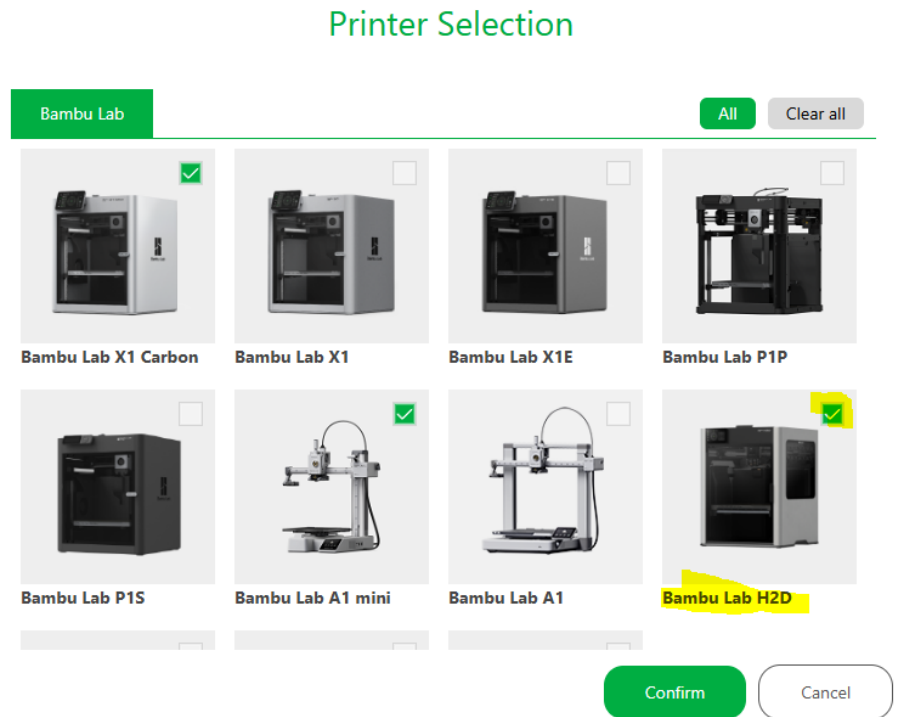 Printer Selection
Bambu Lab
All
Clear all
Bambu Lab X1 Carbon
Bambu Lab X1
Bambu Lab X1E
Bambu Lab P1P
Bambu Lab P1S
Bambu Lab A1 mini
Bambu Lab A1
Bambu Lab H2D
Confirm
Cancel